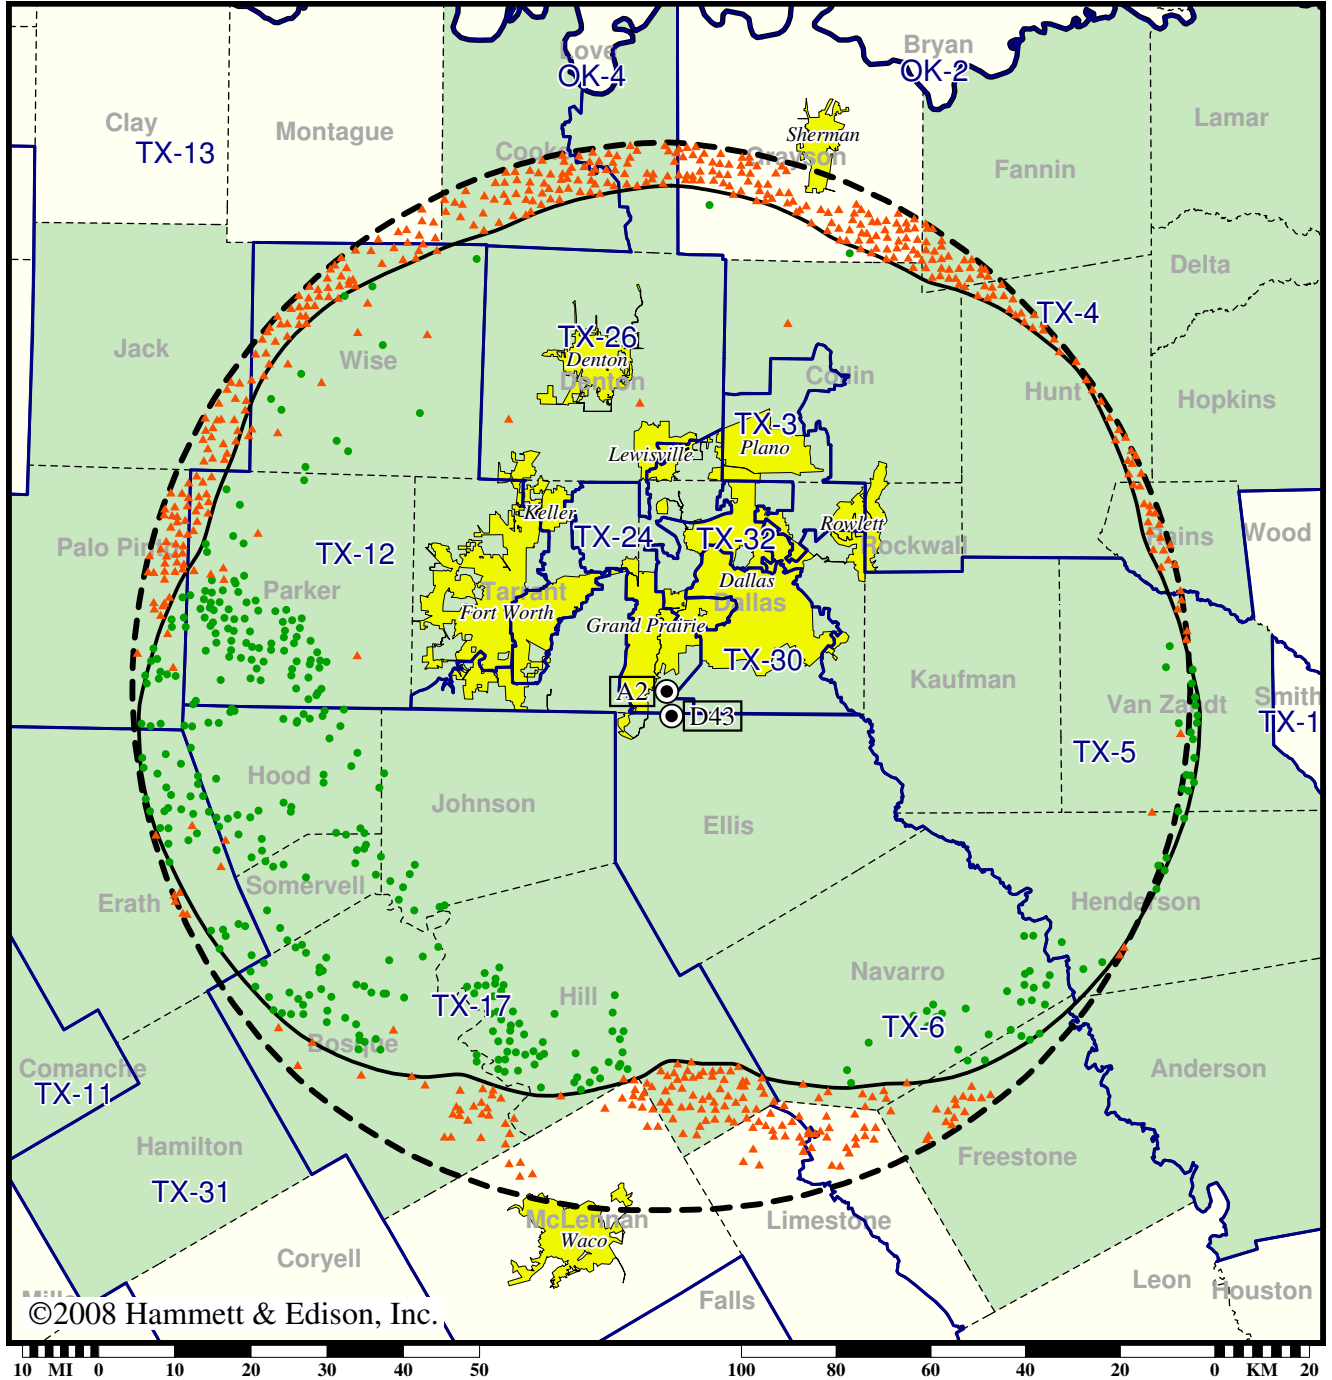 Love
OK-4
Bryan
OK-2
Clay
TX-13
Montague
Sherman
Lamar
Cooke
Grayson
Fannin
Delta
TX-4
Jack
Wise
TX-26
Denton
Denton
Collin
Hunt
Hopkins
TX-3
Plano
Lewisville
Keller
TX-24
TX-32
Rowlett
Rockwall
Rains
Wood
Palo Pinto
TX-12
Parker
Tarrant
Fort Worth
Dallas
Dallas
Grand Prairie
TX-30
Kaufman
A2
D43
Van Zandt
Smith
TX-1
TX-5
Hood
Johnson
Ellis
Somervell
Erath
Henderson
Navarro
TX-17
Hill
TX-6
Bosque
Comanche
TX-11
Anderson
Hamilton
TX-31
Freestone
McLennan
Waco
Limestone
Coryell
Falls
Leon
Houston
©2008 Hammett & Edison, Inc.
10 MI 0 10 20 30 40 50 100 80 60 40 20 0 KM 20